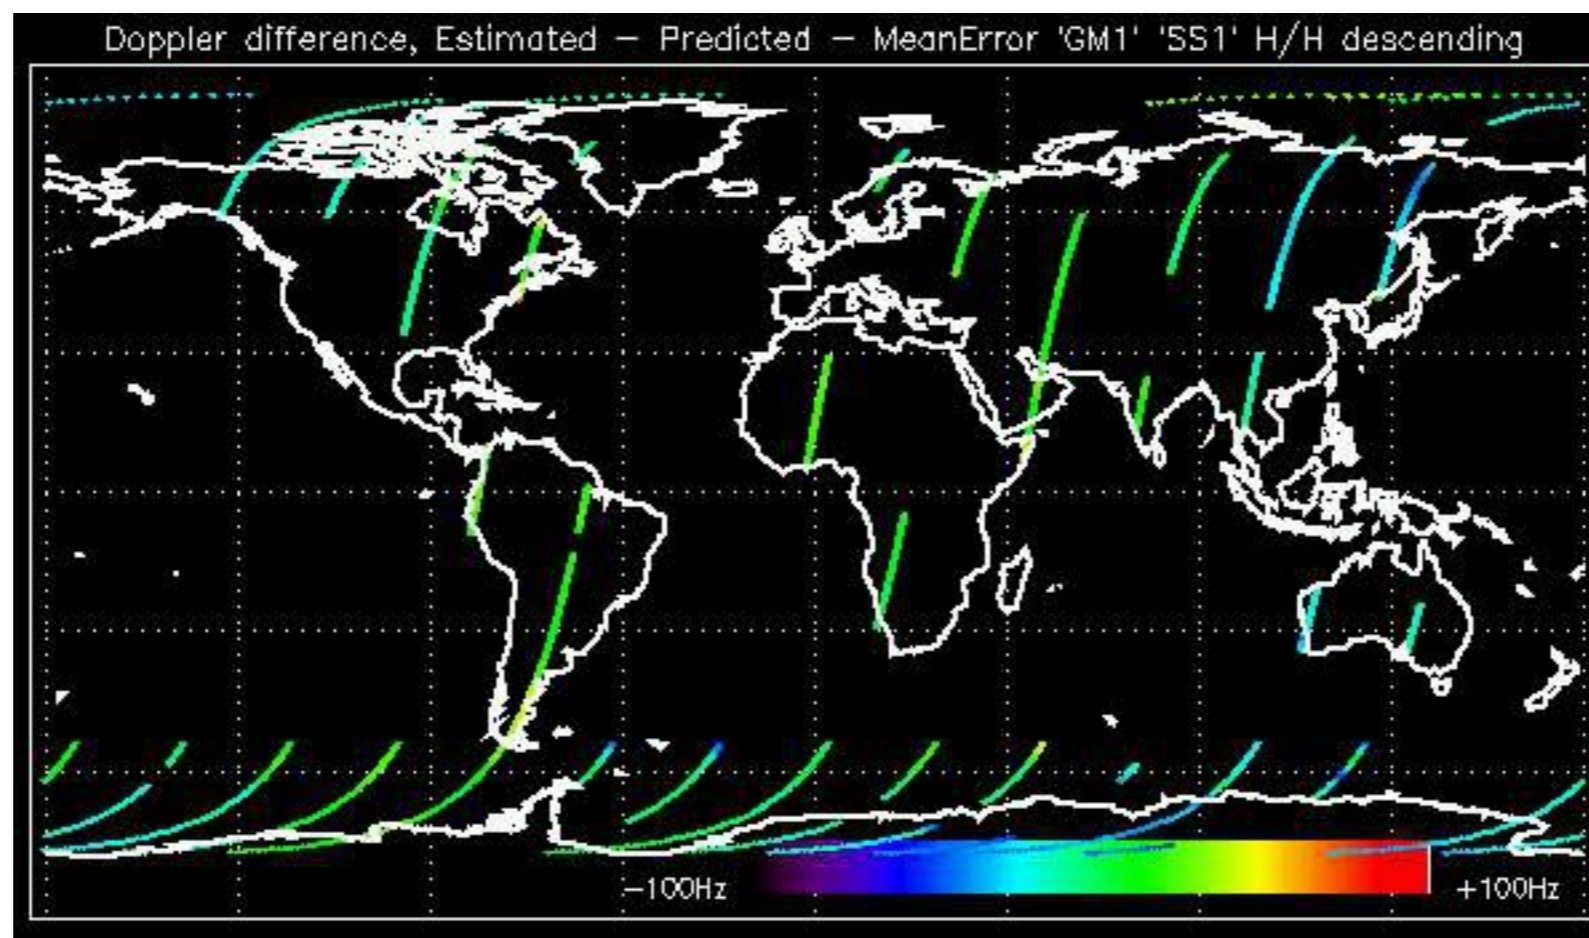 Doppler difference, Estimated – Predicted – MeanError 'GM1' 'SS1' H/H descending
–100Hz
+100Hz